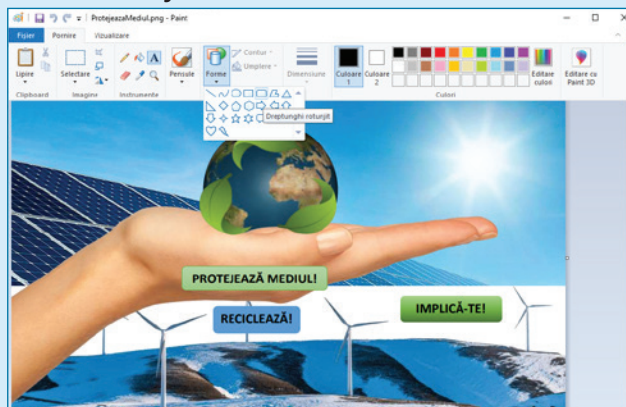 ProtejeazaMediul.png - Paint
Fișier Pornire Vizualizare
Lipire
Selectare
Pensule
Forme
Contur
Umplere
Dimensiune
Culoare 1
Culoare 2
Editare culori
Editare cu Paint 3D
Clipboard Imagine Instrumente Culori
Dreptunghi rotunjit
PROTEJEAZĂ MEDIUL!
RECICLEAZĂ!
IMPLICĂ-TE!